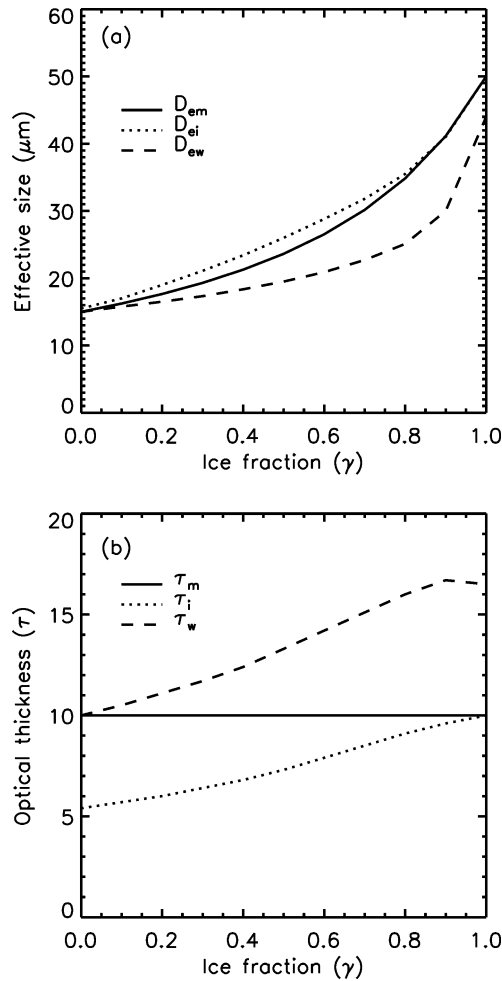 60
(a)
50
D_em
D_ei
D_ew
40
30
20
10
0
Effective size (μm)
0.0 0.2 0.4 0.6 0.8 1.0
Ice fraction (γ)
20
(b)
τ_m
τ_i
τ_w
15
10
5
0
Optical thickness (τ)
0.0 0.2 0.4 0.6 0.8 1.0
Ice fraction (γ)